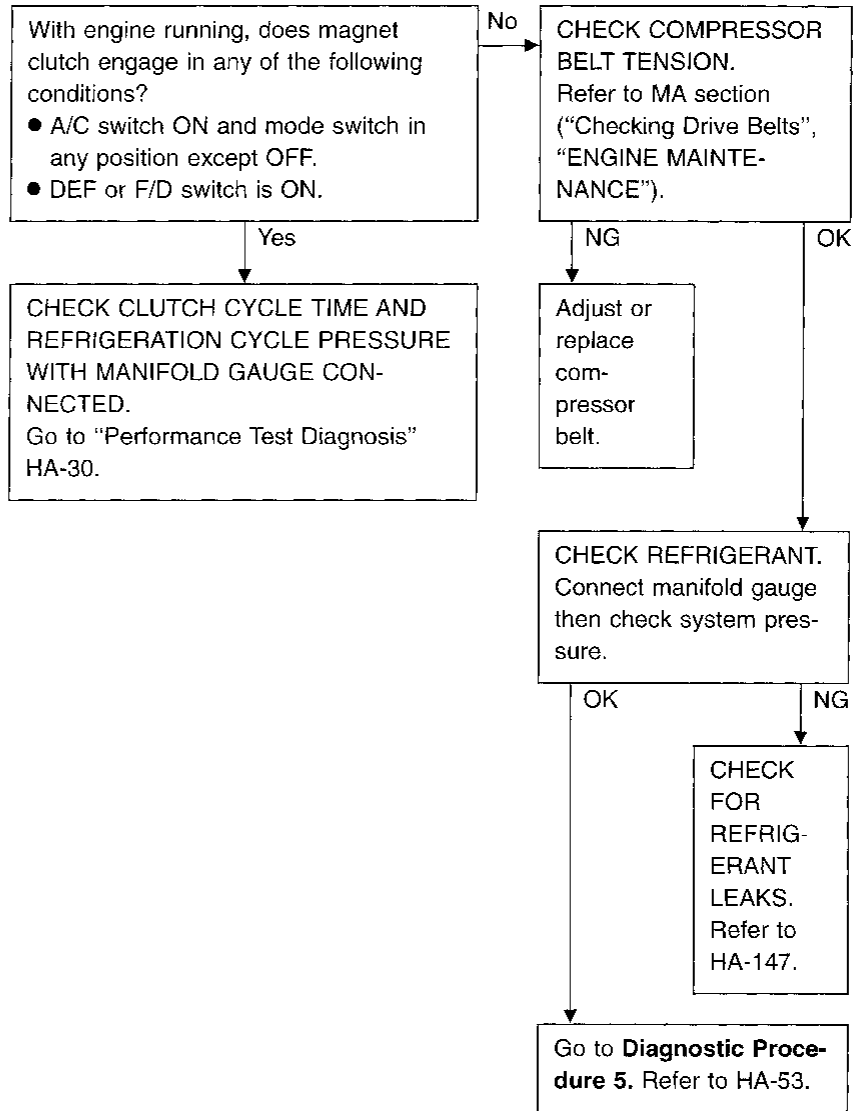 With engine running, does magnet
clutch engage in any of the following
conditions?
● A/C switch ON and mode switch in
any position except OFF.
● DEF or F/D switch is ON.
No
CHECK COMPRESSOR
BELT TENSION.
Refer to MA section
("Checking Drive Belts",
"ENGINE MAINTE-
NANCE").
Yes
NG
OK
CHECK CLUTCH CYCLE TIME AND
REFRIGERATION CYCLE PRESSURE
WITH MANIFOLD GAUGE CON-
NECTED.
Go to "Performance Test Diagnosis"
HA-30.
Adjust or
replace
com-
pressor
belt.
CHECK REFRIGERANT.
Connect manifold gauge
then check system pres-
sure.
OK
NG
CHECK
FOR
REFRIG-
ERANT
LEAKS.
Refer to
HA-147.
Go to Diagnostic Proce-
dure 5. Refer to HA-53.